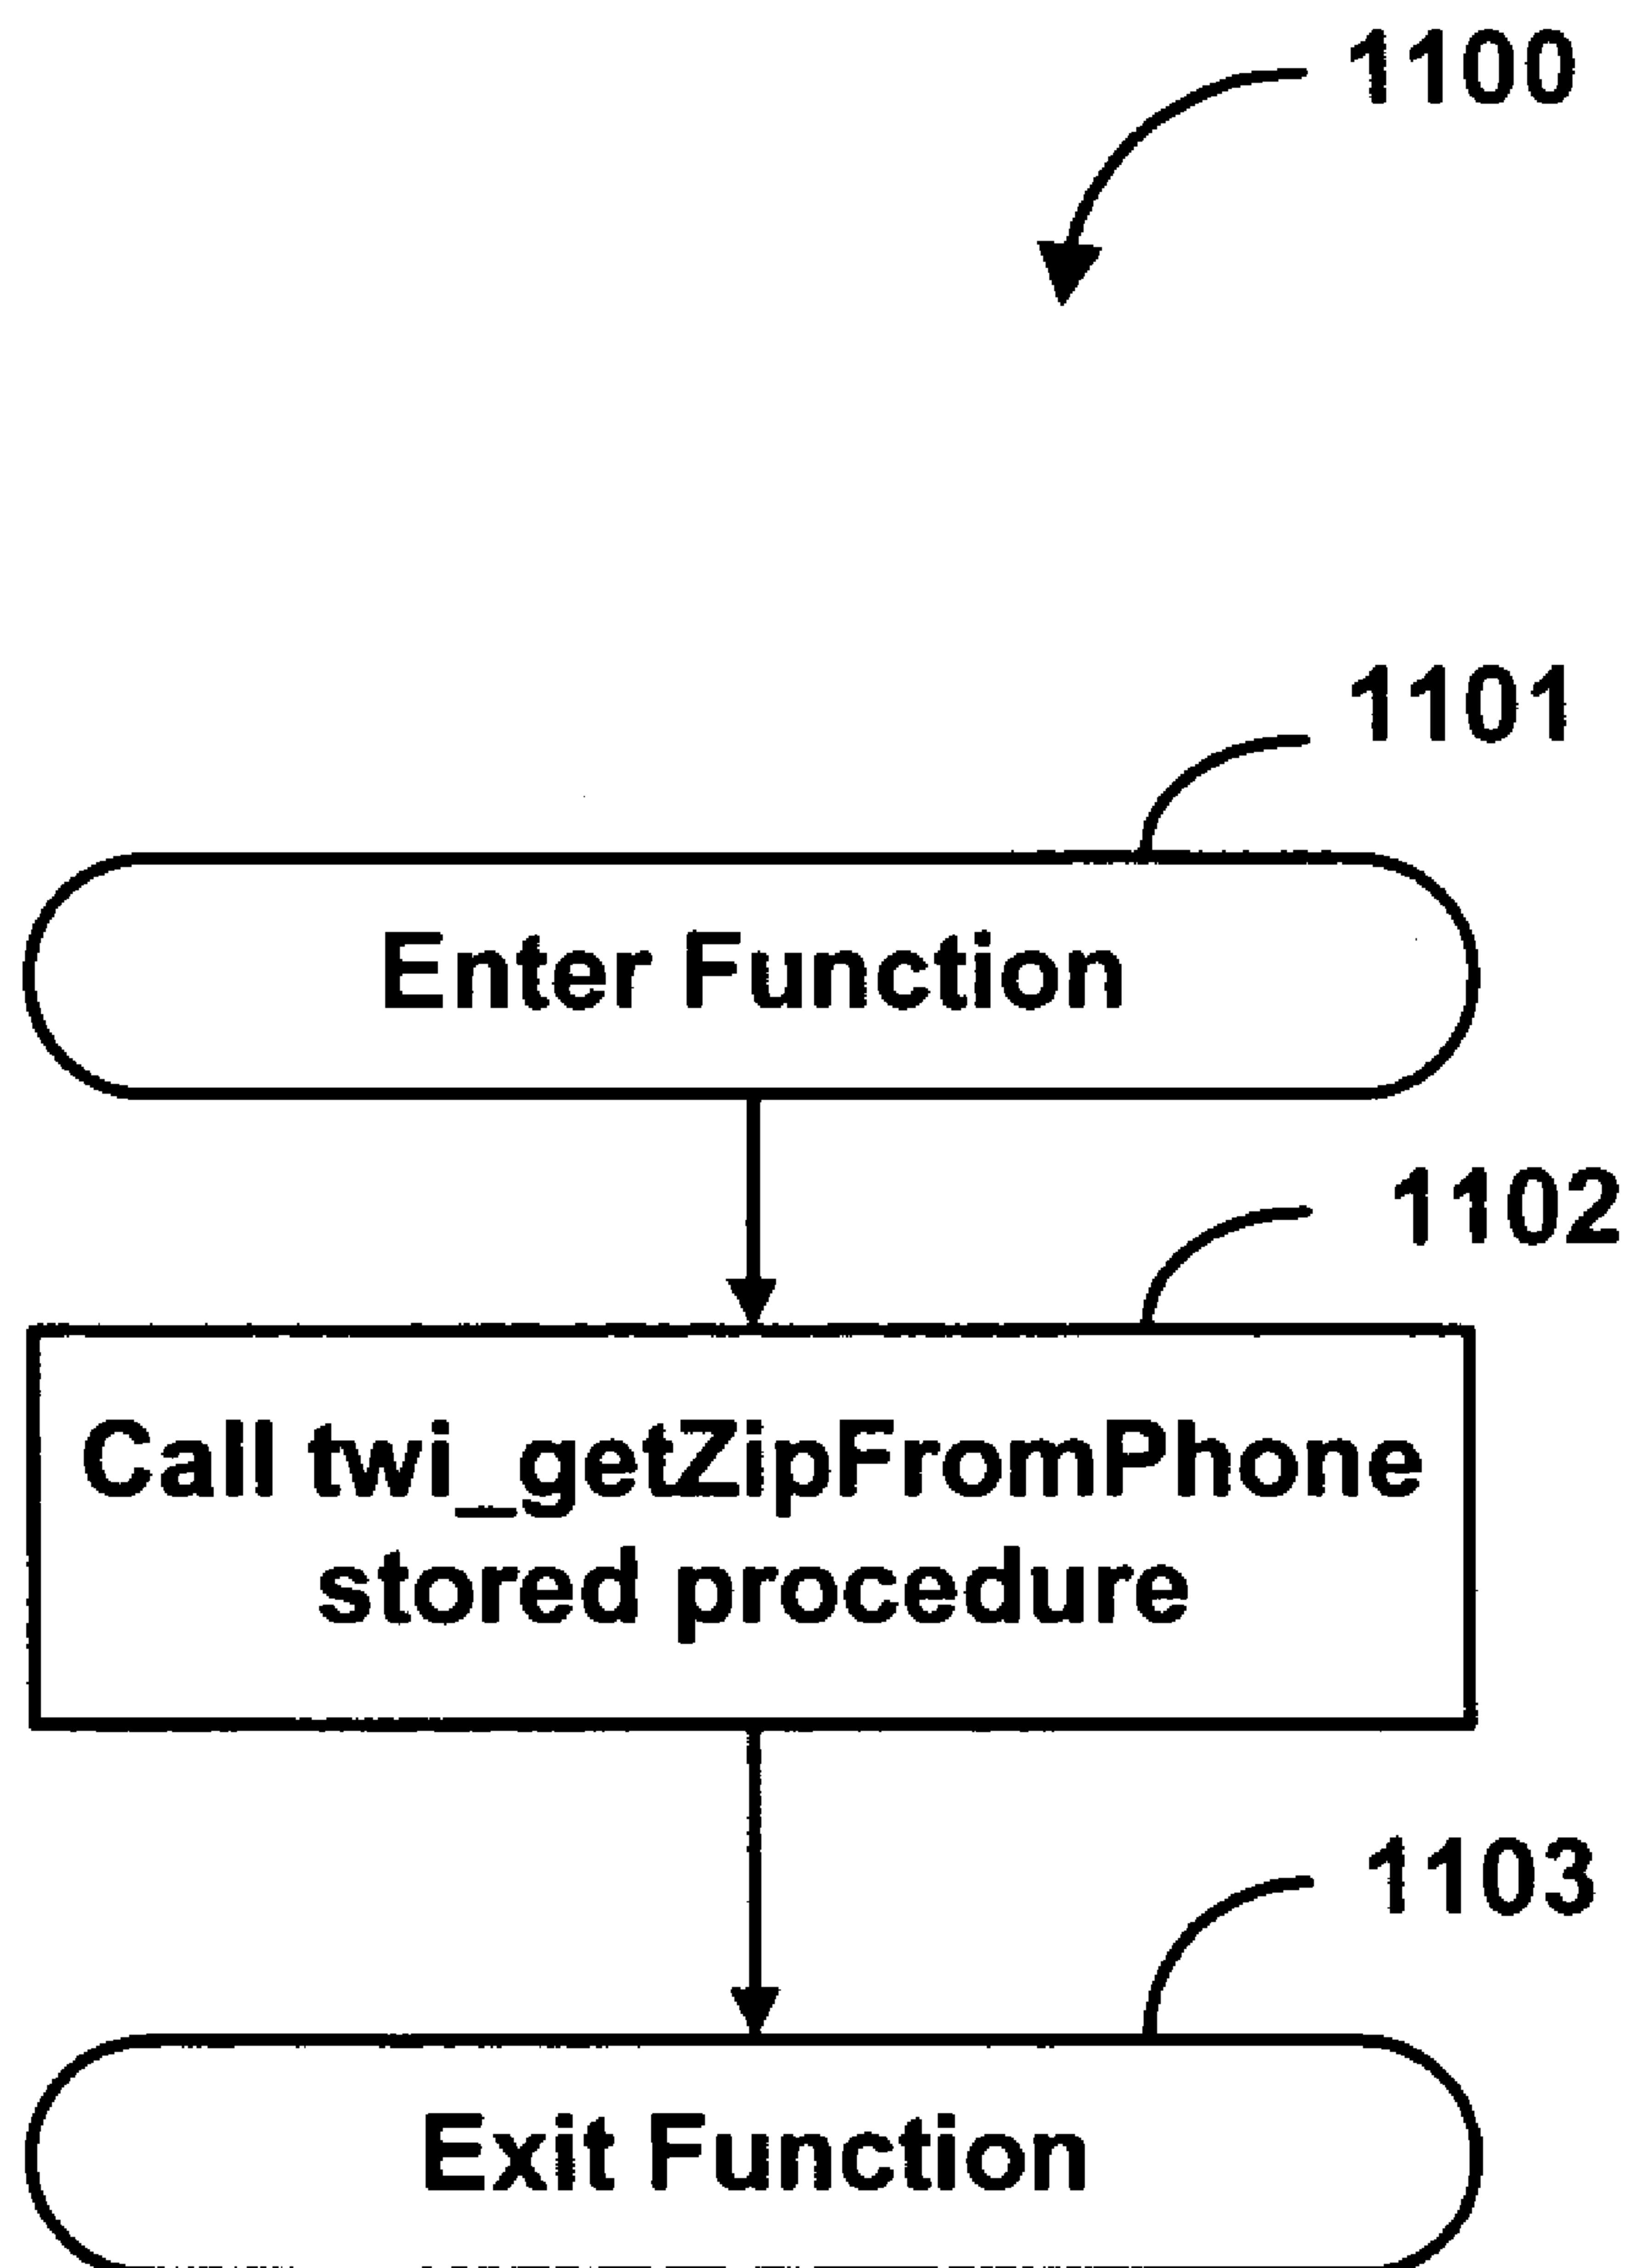 1100
1101
Enter Function
1102
Call twi_getZipFromPhone
stored procedure
1103
Exit Function